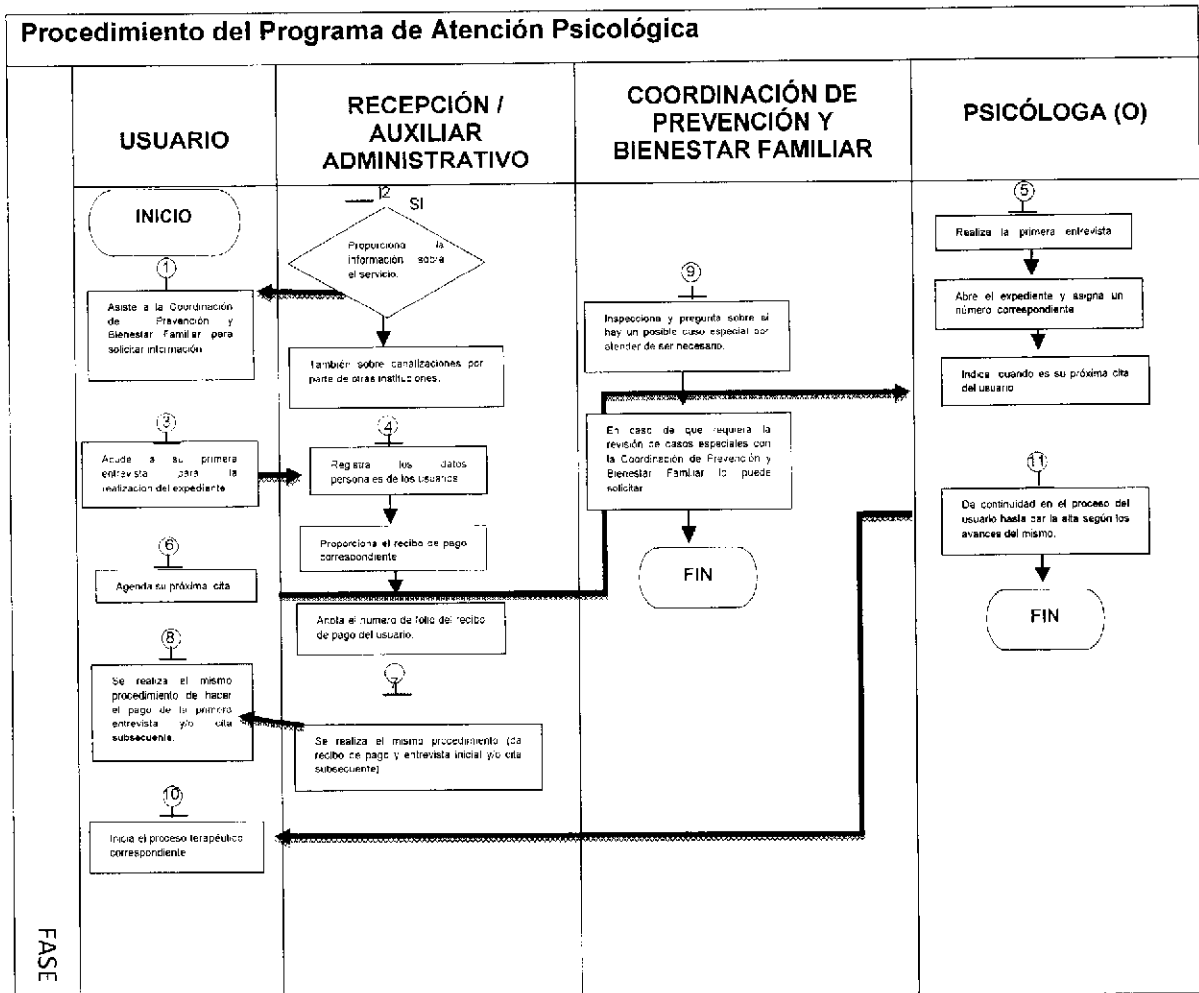 Procedimiento del Programa de Atención Psicológica
USUARIO
RECEPCIÓN /
AUXILIAR
ADMINISTRATIVO
COORDINACIÓN DE
PREVENCIÓN Y
BIENESTAR FAMILIAR
PSICÓLOGA (O)
INICIO
1
Asiste a la Coordinación
de Prevención y
Bienestar Familiar para
solicitar información
3
Acude a su primera
entrevista para la
realización del expediente
6
Agenda su próxima cita
8
Se realiza el mismo
procedimiento de hacer
el pago de la primera
entrevista y/o cita
subsecuente.
10
Inicia el proceso terapéutico
correspondiente
2
SI
Proporciona la
información sobre
el servicio.
También sobre canalizaciones por
parte de otras instituciones.
4
Registra los datos
personales de los usuarios
Proporciona el recibo de pago
correspondiente
Anota el numero de folio del recibo
de pago del usuario.
7
Se realiza el mismo procedimiento (da
recibo de pago y entrevista inicial y/o cita
subsecuente)
9
Inspecciona y pregunta sobre si
hay un posible caso especial por
atender de ser necesario.
En caso de que requiera la
revisión de casos especiales con
la Coordinación de Prevención y
Bienestar Familiar lo puede
solicitar
FIN
5
Realiza la primera entrevista
Abre el expediente y asigna un
número correspondiente
Indica cuando es su próxima cita
del usuario
11
Da continuidad en el proceso del
usuario hasta dar la alta según los
avances del mismo.
FIN
FASE